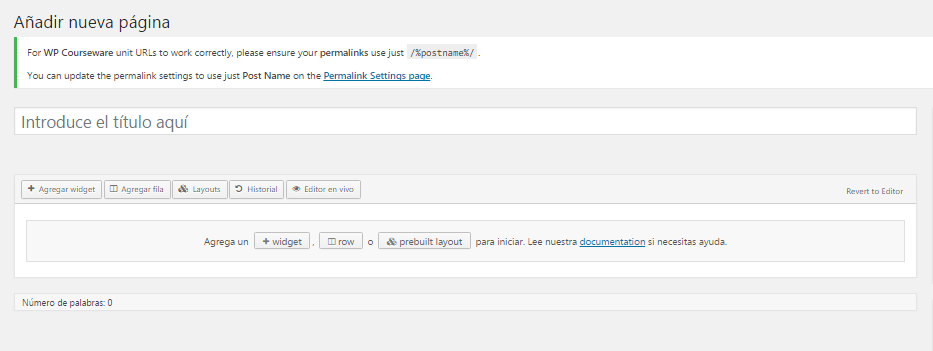 Añadir nueva página
For WP Courseware unit URLs to work correctly, please ensure your permalinks use just /%postname%/ .
You can update the permalink settings to use just Post Name on the Permalink Settings page.
Introduce el título aquí
Agregar widget Agregar fila Layouts Historial Editor en vivo Revert to Editor
Agrega un widget , row o prebuilt layout para iniciar. Lee nuestra documentation si necesitas ayuda.
Número de palabras: 0